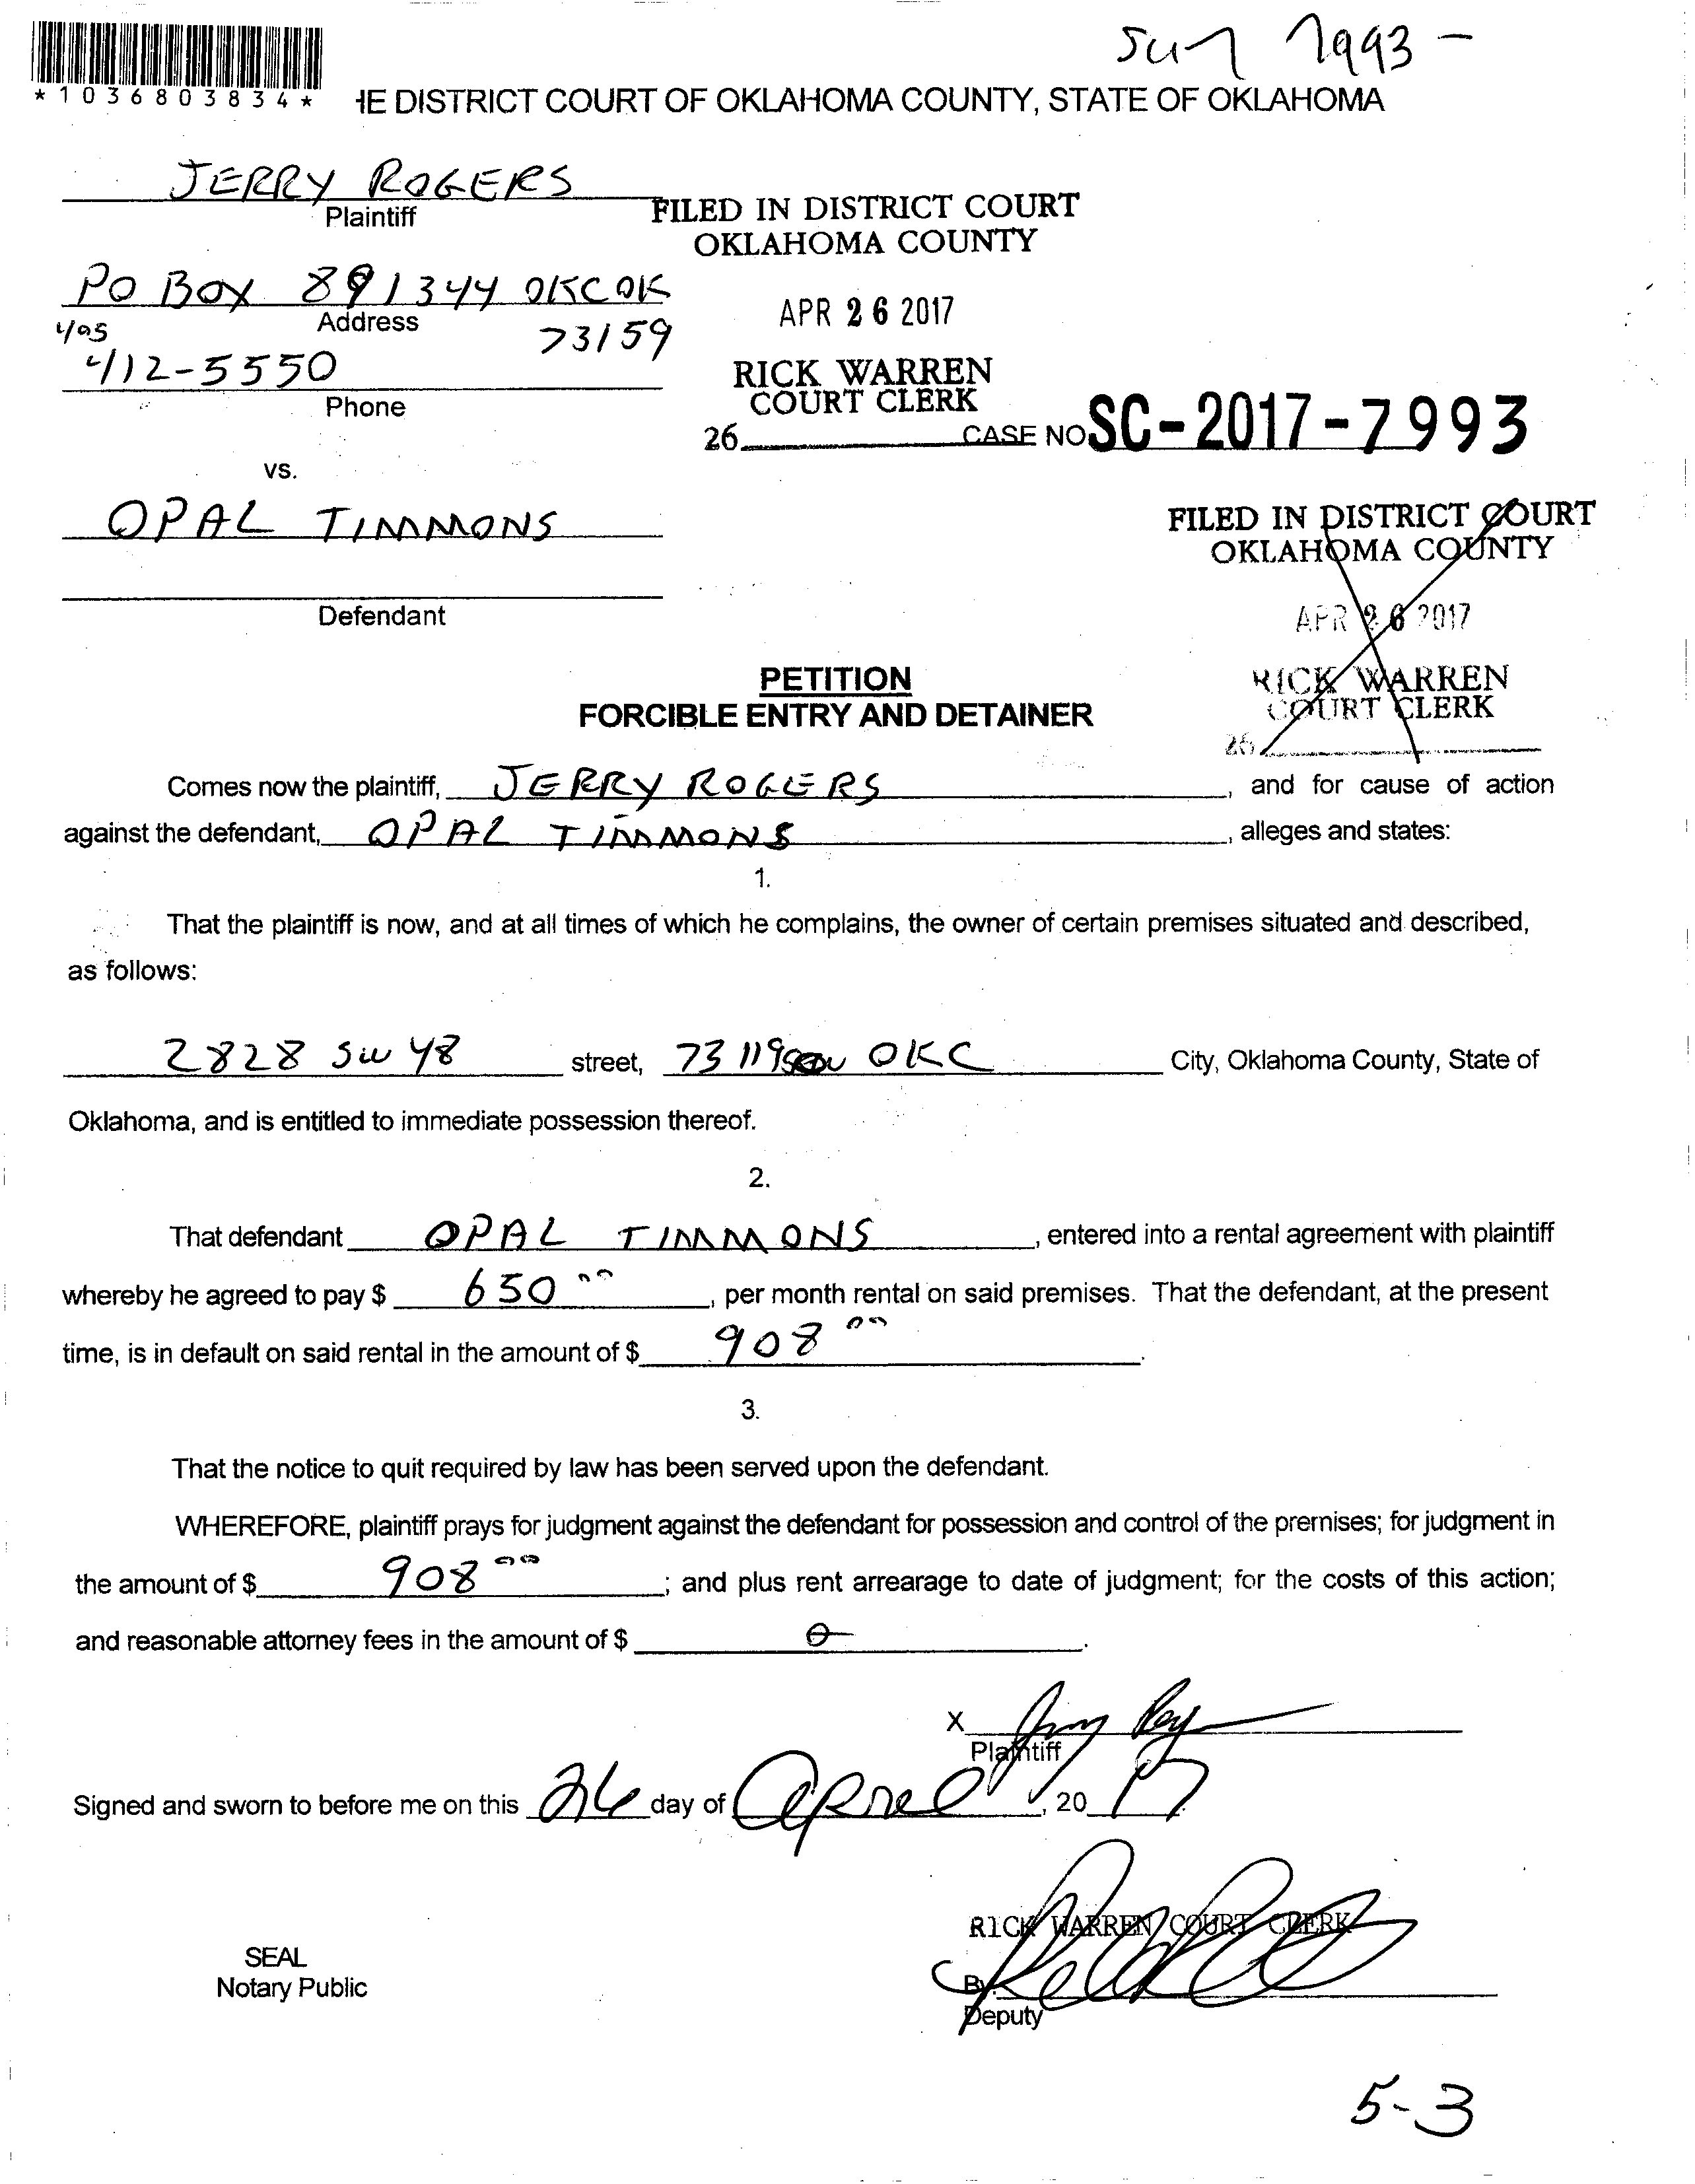 7993 -
*1036803834*
HE DISTRICT COURT OF OKLAHOMA COUNTY, STATE OF OKLAHOMA
JERRY ROGERS
Plaintiff
FILED IN DISTRICT COURT
OKLAHOMA COUNTY
PO BOX 891344 OKC OK
Address
73159
APR 26 2017
405
412-5550
Phone
RICK WARREN
COURT CLERK
26 CASE NO SC-2017-7993
vs.
OPAL TIMMONS
Defendant
FILED IN DISTRICT COURT
OKLAHOMA COUNTY
APR 26 2017
RICK WARREN
COURT CLERK
26
PETITION
FORCIBLE ENTRY AND DETAINER
Comes now the plaintiff, JERRY ROGERS, and for cause of action
against the defendant, OPAL TIMMONS, alleges and states:
1.
That the plaintiff is now, and at all times of which he complains, the owner of certain premises situated and described,
as follows:
2828 SW 48 street, 73119 OKC City, Oklahoma County, State of
Oklahoma, and is entitled to immediate possession thereof.
2.
That defendant OPAL TIMMONS, entered into a rental agreement with plaintiff
whereby he agreed to pay $ 650 00, per month rental on said premises. That the defendant, at the present
time, is in default on said rental in the amount of $ 908 00.
3.
That the notice to quit required by law has been served upon the defendant.
WHEREFORE, plaintiff prays for judgment against the defendant for possession and control of the premises; for judgment in
the amount of $ 908 00; and plus rent arrearage to date of judgment; for the costs of this action;
and reasonable attorney fees in the amount of $ 0.
X
Plaintiff
Signed and sworn to before me on this 26 day of April, 20 17
RICK WARREN COURT CLERK
SEAL
Notary Public
By:
Deputy
5-3